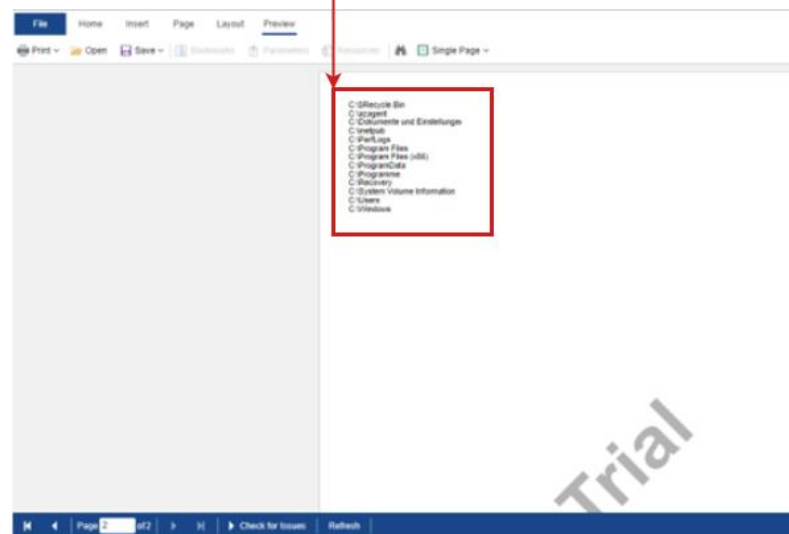 File Home Insert Page Layout Preview
Print Open Save Bookmarks Parameters Resources Single Page
C:\$Recycle.Bin
C:\azagent
C:\Dokumente und Einstellungen
C:\inetpub
C:\PerfLogs
C:\Program Files
C:\Program Files (x86)
C:\ProgramData
C:\Programme
C:\Recovery
C:\System Volume Information
C:\Users
C:\Windows
Trial
Page 2 of 2 Check for Issues Refresh